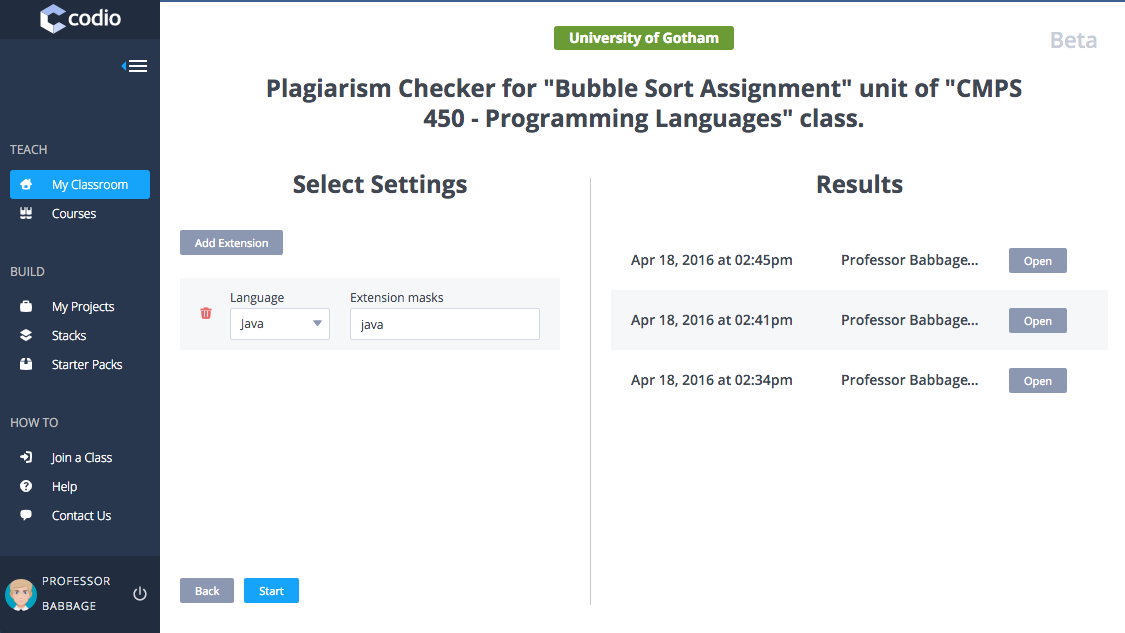 codio
TEACH
My Classroom
Courses
BUILD
My Projects
Stacks
Starter Packs
HOW TO
Join a Class
Help
Contact Us
PROFESSOR
BABBAGE
University of Gotham
Beta
Plagiarism Checker for "Bubble Sort Assignment" unit of "CMPS
450 - Programming Languages" class.
Select Settings
Add Extension
Language
Extension masks
Java
java
Back
Start
Results
Apr 18, 2016 at 02:45pm Professor Babbage... Open
Apr 18, 2016 at 02:41pm Professor Babbage... Open
Apr 18, 2016 at 02:34pm Professor Babbage... Open